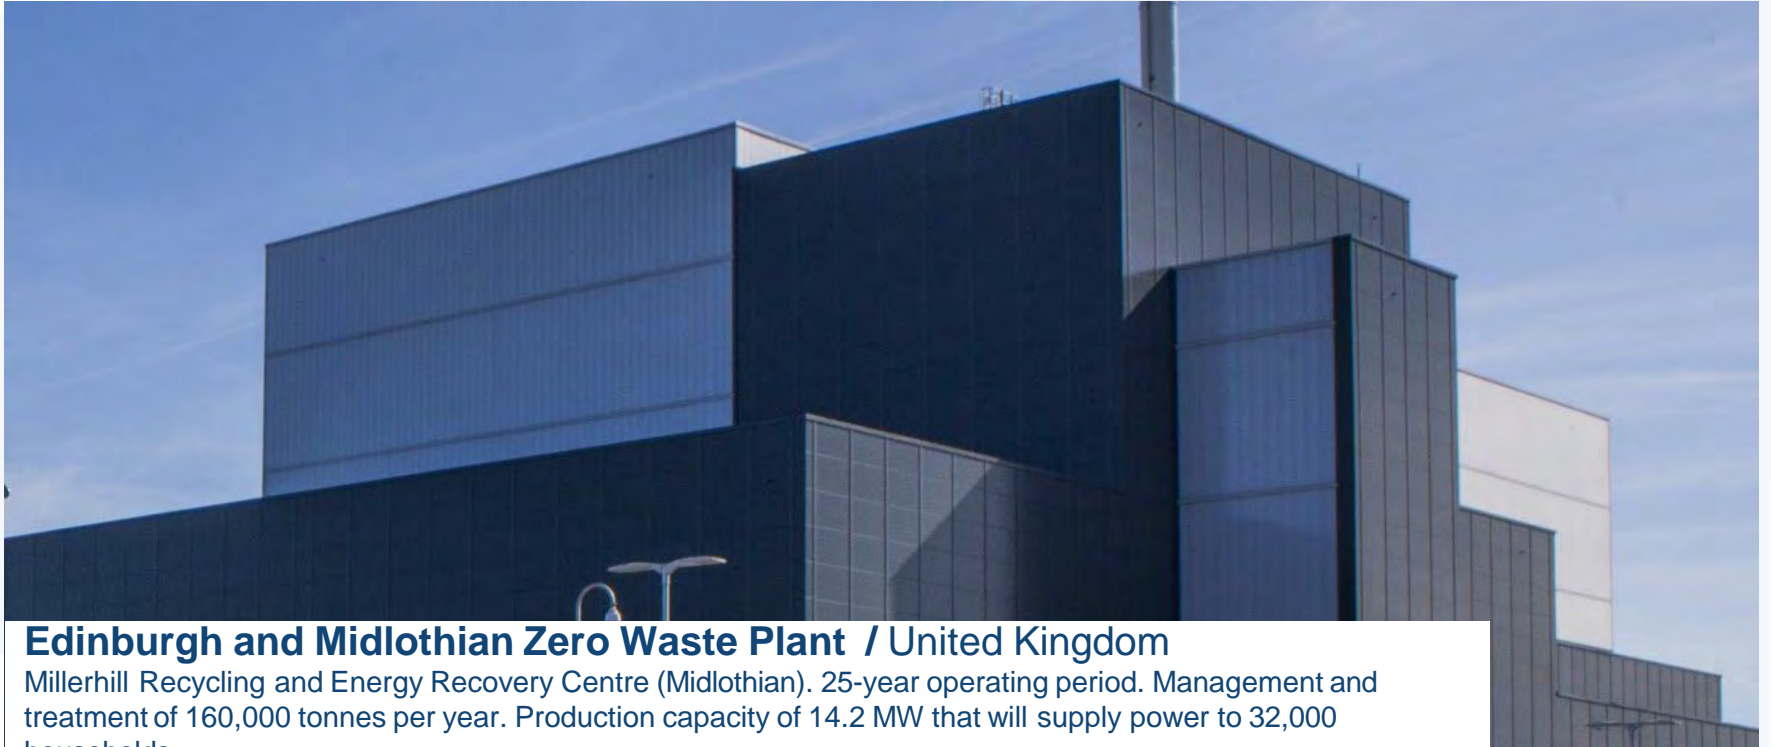 Edinburgh and Midlothian Zero Waste Plant / United Kingdom
Millerhill Recycling and Energy Recovery Centre (Midlothian). 25-year operating period. Management and
treatment of 160,000 tonnes per year. Production capacity of 14.2 MW that will supply power to 32,000
households